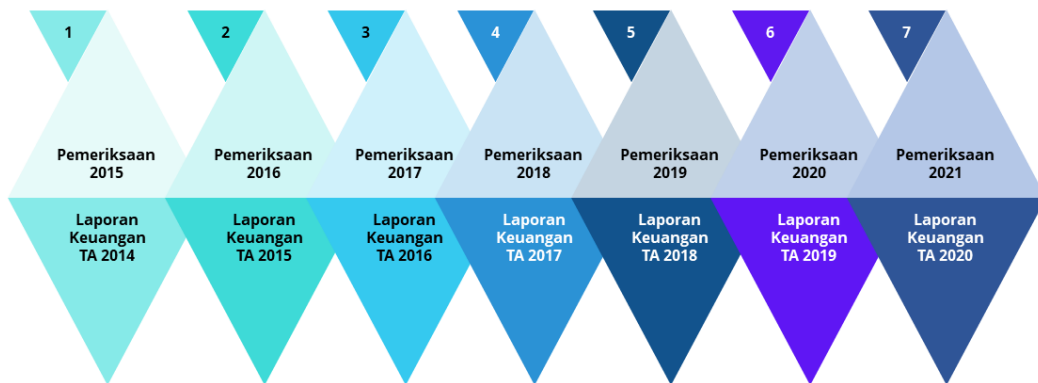 1
Pemeriksaan
2015
Laporan
Keuangan
TA 2014
2
Pemeriksaan
2016
Laporan
Keuangan
TA 2015
3
Pemeriksaan
2017
Laporan
Keuangan
TA 2016
4
Pemeriksaan
2018
Laporan
Keuangan
TA 2017
5
Pemeriksaan
2019
Laporan
Keuangan
TA 2018
6
Pemeriksaan
2020
Laporan
Keuangan
TA 2019
7
Pemeriksaan
2021
Laporan
Keuangan
TA 2020